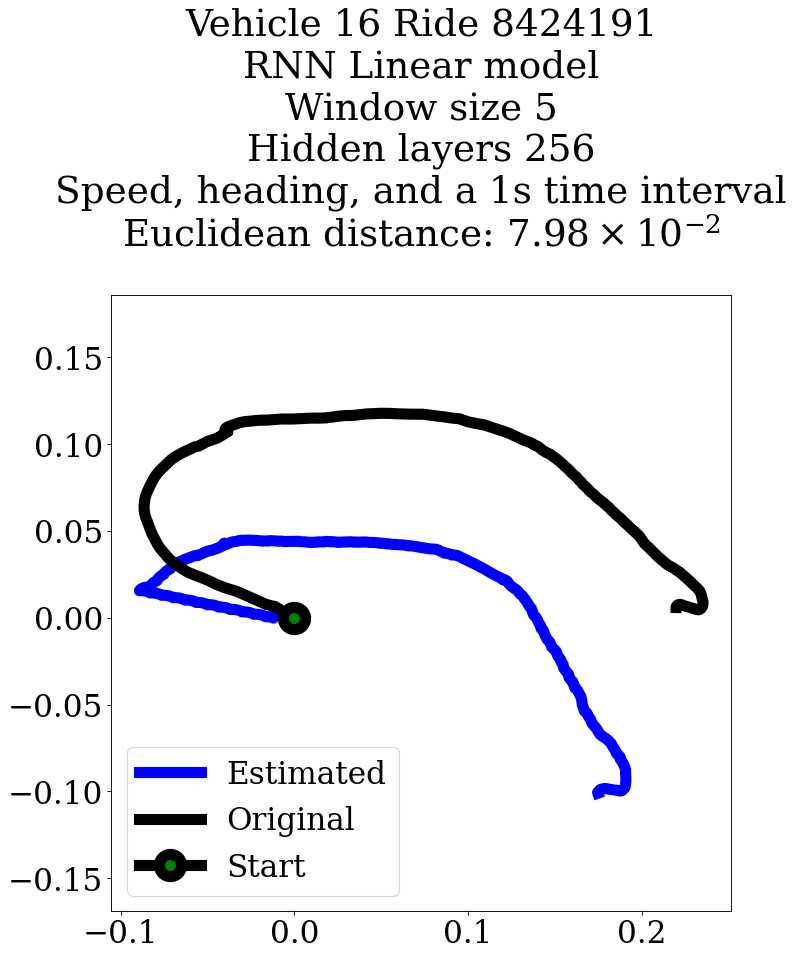 Vehicle 16 Ride 8424191
RNN Linear model
Window size 5
Hidden layers 256
Speed, heading, and a 1s time interval
Euclidean distance: 7.98 × 10⁻²
0.15
0.10
0.05
0.00
−0.05
−0.10
−0.15
Estimated
Original
Start
−0.1
0.0
0.1
0.2